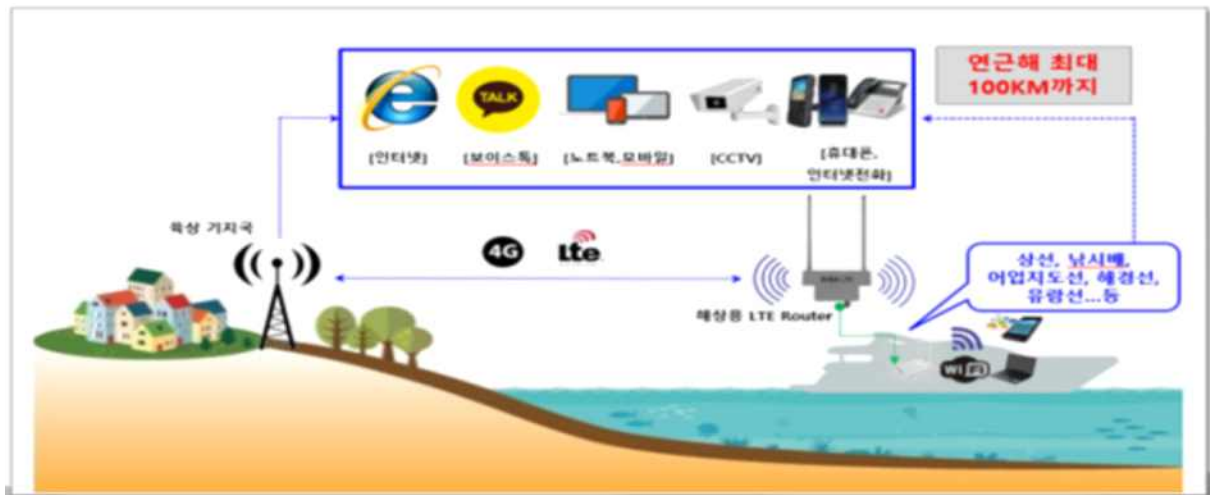 연근해 최대
100KM까지
TALK
[인터넷]
[보이스톡]
[노트북,모바일]
[CCTV]
[휴대폰,
인터넷전화]
육상 기지국
4G
Lte
상선, 낚시배,
어업지도선, 해경선,
유람선...등
해상용 LTE Router
WiFi